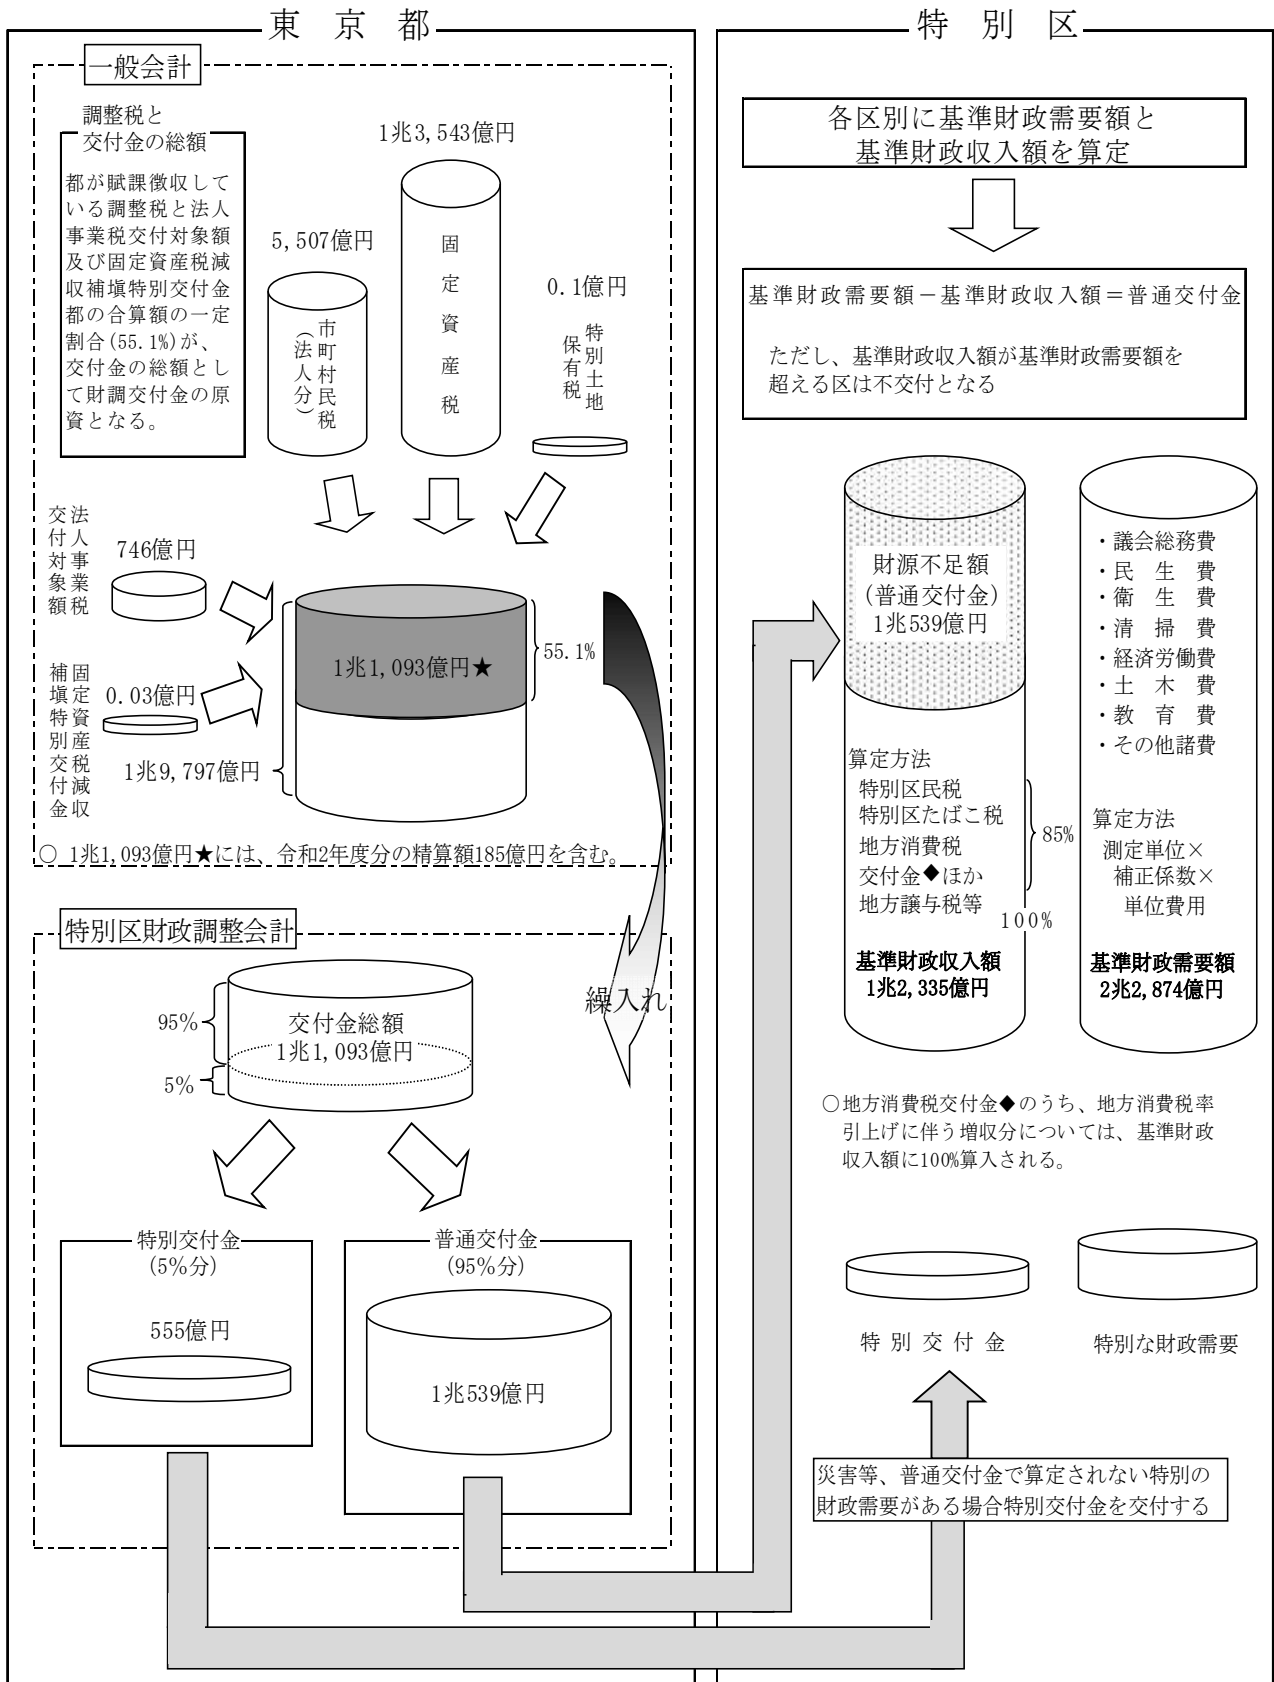 東京都
一般会計
調整税と
交付金の総額
都が賦課徴収して
いる調整税と法人
事業税交付対象額
及び固定資産税減
収補塡特別交付金
都の合算額の一定
割合(55.1%)が、
交付金の総額とし
て財調交付金の原
資となる。
5,507億円
市町村民税
(法人分)
1兆3,543億円
固定資産税
0.1億円
特別土地
保有税
法人事業税
交付対象額
746億円
固定資産税減収
補塡特別交付金
0.03億円
1兆1,093億円★
55.1%
1兆9,797億円
○ 1兆1,093億円★には、令和2年度分の精算額185億円を含む。
繰入れ
特別区財政調整会計
95%
5%
交付金総額
1兆1,093億円
特別交付金
(5%分)
555億円
普通交付金
(95%分)
1兆539億円
特別区
各区別に基準財政需要額と
基準財政収入額を算定
基準財政需要額－基準財政収入額＝普通交付金
ただし、基準財政収入額が基準財政需要額を
超える区は不交付となる
財源不足額
(普通交付金)
1兆539億円
算定方法
特別区民税
特別区たばこ税
地方消費税
交付金◆ほか
地方譲与税等
85%
100%
基準財政収入額
1兆2,335億円
・議会総務費
・民生費
・衛生費
・清掃費
・経済労働費
・土木費
・教育費
・その他諸費
算定方法
測定単位×
補正係数×
単位費用
基準財政需要額
2兆2,874億円
○地方消費税交付金◆のうち、地方消費税率
引上げに伴う増収分については、基準財政
収入額に100%算入される。
特別交付金
特別な財政需要
災害等、普通交付金で算定されない特別の
財政需要がある場合特別交付金を交付する